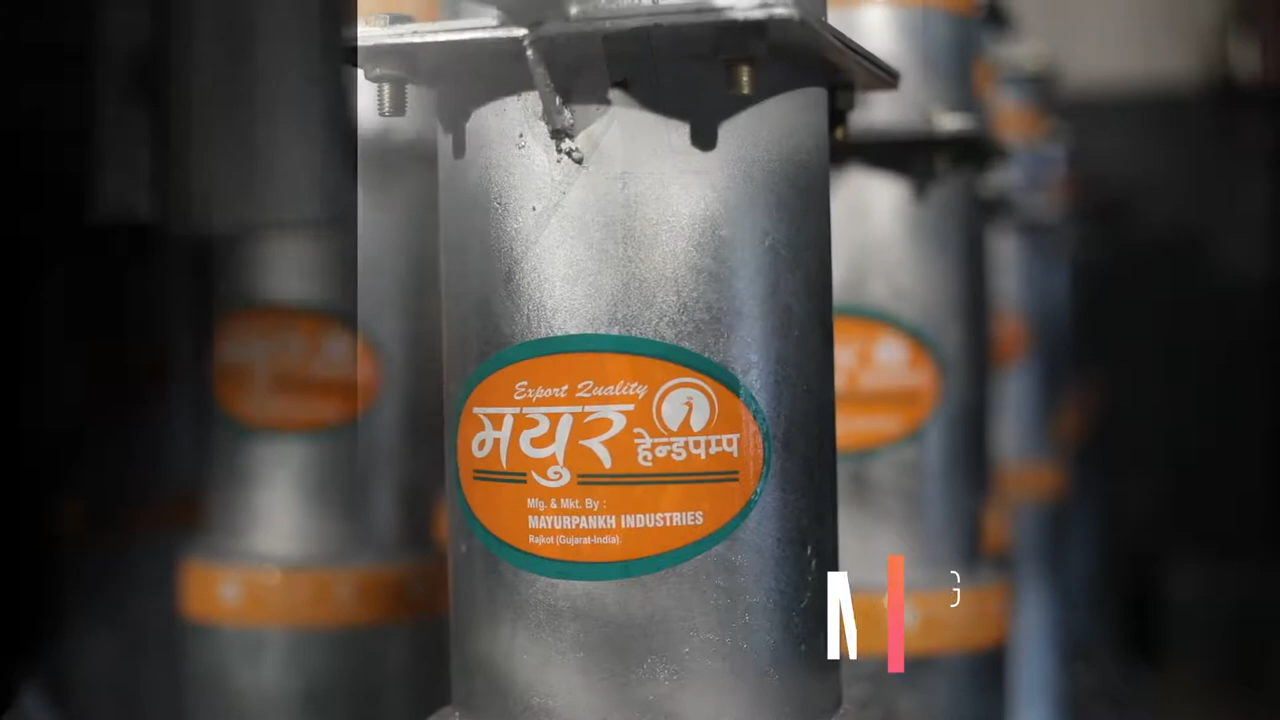 Export Quality
मयुर
हेन्डपम्प
Mfg. & Mkt. By :
MAYURPANKH INDUSTRIES
Rajkot (Gujarat-India).